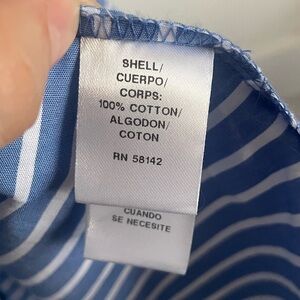 SHELL/
CUERPO/
CORPS:
100% COTTON/
ALGODON/
COTON
RN 58142
CUANDO
SE NECESITE